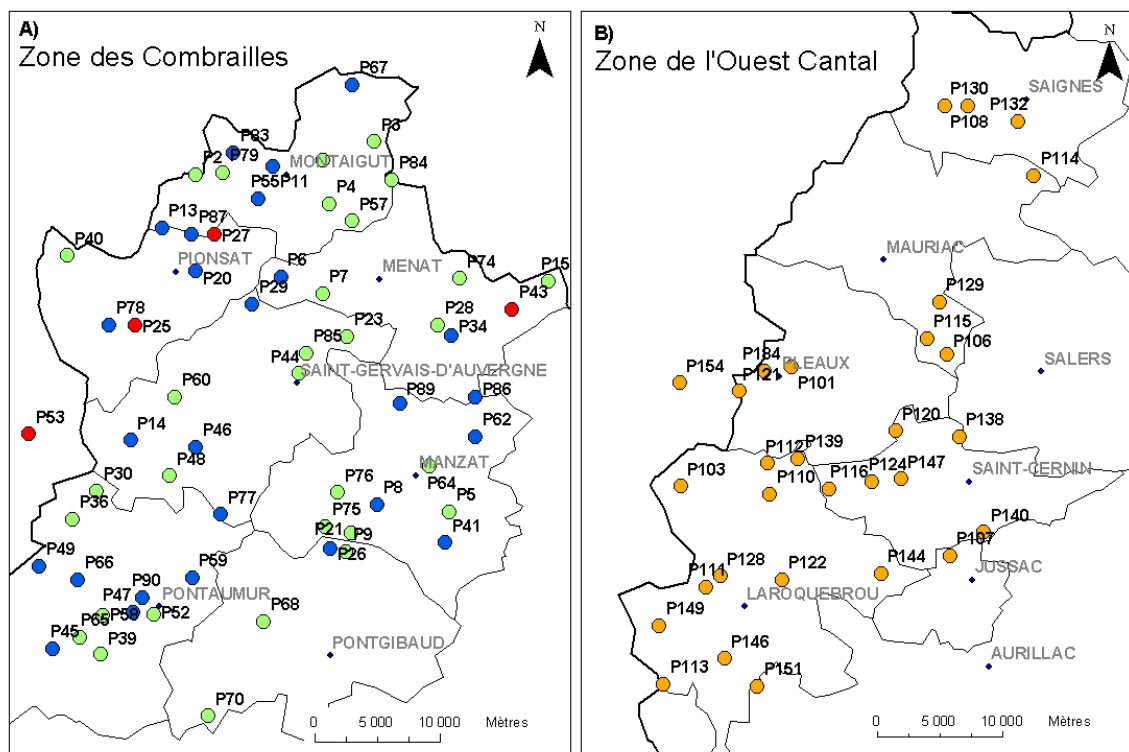 A)
Zone des Combrailles
N
P67
P3
P83
P79
P2
MONTAIGUT
P84
P55
P11
P4
P57
P13
P87
P27
P40
PIONSAT
P20
P6
P29
P7
MENAT
P74
P15
P43
P78
P25
P28
P34
P23
P85
P44
SAINT-GERVAIS-D'AUVERGNE
P60
P89
P86
P53
P14
P46
P62
P48
MANZAT
P64
P30
P36
P76
P8
P5
P77
P75
P21
P9
P26
P41
P49
P66
P59
P47
P90
PONTAUMUR
P58
P52
P65
P45
P39
P68
PONTGIBAUD
P70
0
5 000
10 000
Mètres
B)
Zone de l'Ouest Cantal
N
P130
P108
P132
SAIGNES
P114
MAURIAC
P129
P115
P106
P154
P184
P121
PLEAUX
P101
SALERS
P120
P138
P112
P139
P103
P110
P116
P124
P147
SAINT-CERNIN
P140
P107
P144
JUSSAC
P128
P111
P122
LAROQUEBROU
P149
P146
P113
P151
AURILLAC
0
5 000
10 000
Mètres